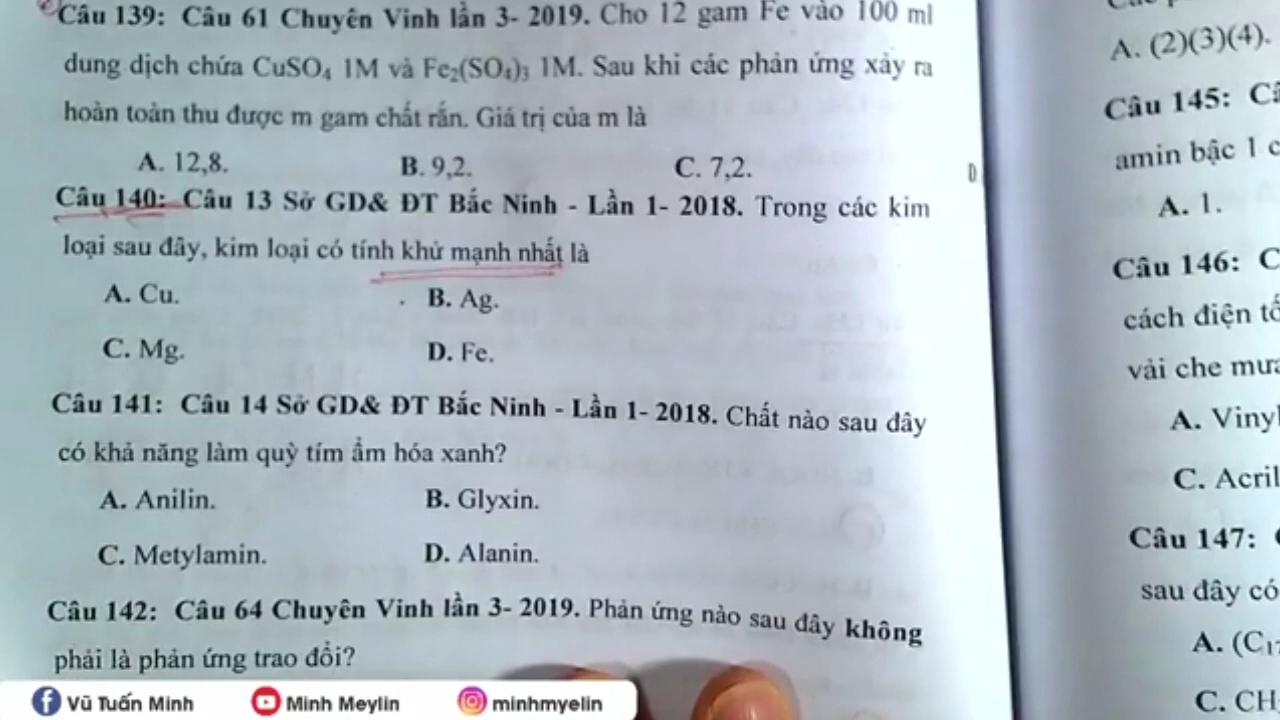 Câu 139: Câu 61 Chuyên Vinh lần 3- 2019. Cho 12 gam Fe vào 100 ml
dung dịch chứa CuSO₄ 1M và Fe₂(SO₄)₃ 1M. Sau khi các phản ứng xảy ra
hoàn toàn thu được m gam chất rắn. Giá trị của m là
A. 12,8. B. 9,2. C. 7,2. D
Câu 140: Câu 13 Sở GD& ĐT Bắc Ninh - Lần 1- 2018. Trong các kim
loại sau đây, kim loại có tính khử mạnh nhất là
A. Cu. B. Ag.
C. Mg. D. Fe.
Câu 141: Câu 14 Sở GD& ĐT Bắc Ninh - Lần 1- 2018. Chất nào sau đây
có khả năng làm quỳ tím ẩm hóa xanh?
A. Anilin. B. Glyxin.
C. Metylamin. D. Alanin.
Câu 142: Câu 64 Chuyên Vinh lần 3- 2019. Phản ứng nào sau đây không
phải là phản ứng trao đổi?
A. (2)(3)(4).
Câu 145:
amin bậc 1
A. 1.
Câu 146:
cách điện
vải che
A.
C.
Câu 147:
sau đây có
A.
C.
Vũ Tuấn Minh Minh Meylin minhmyelin